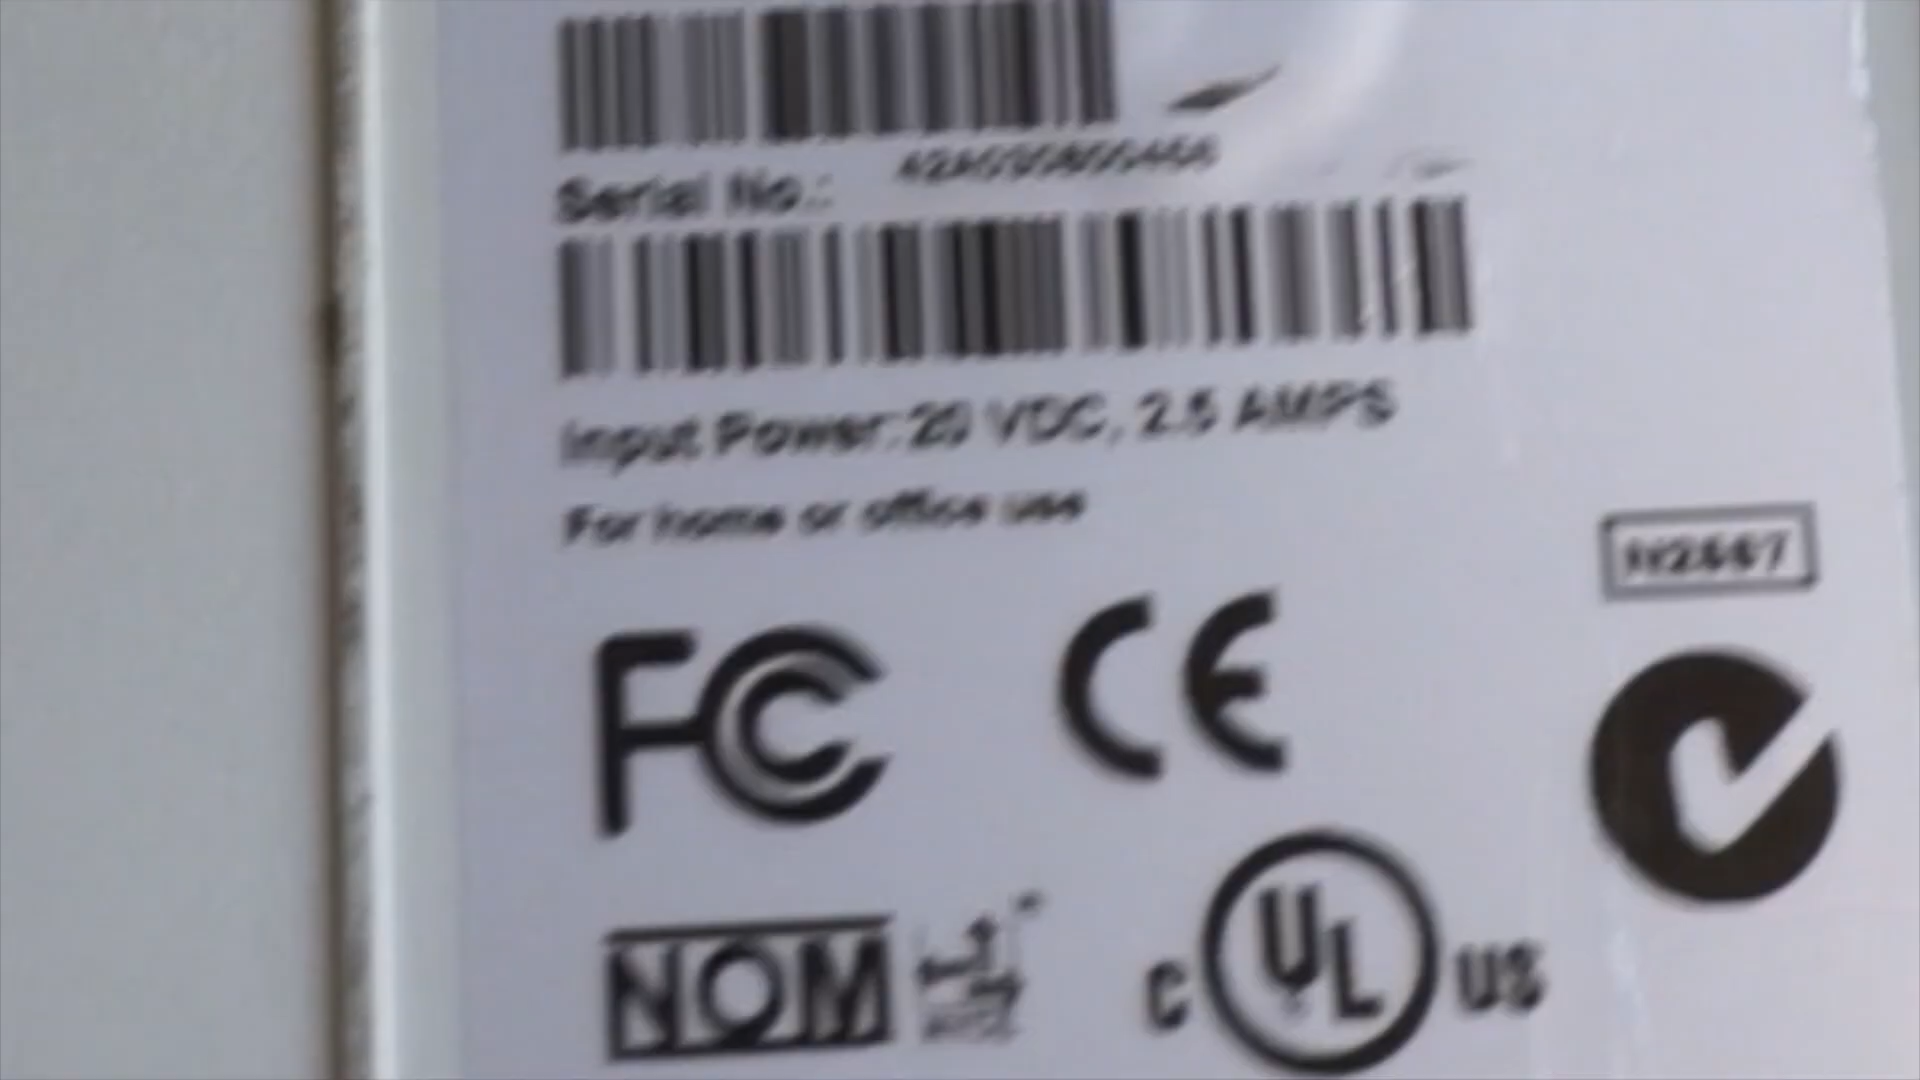 Serial No.:
Input Power: 20 VDC, 2.5 AMPS
For home or office use
N2667
FC CE
NOM
C UL US